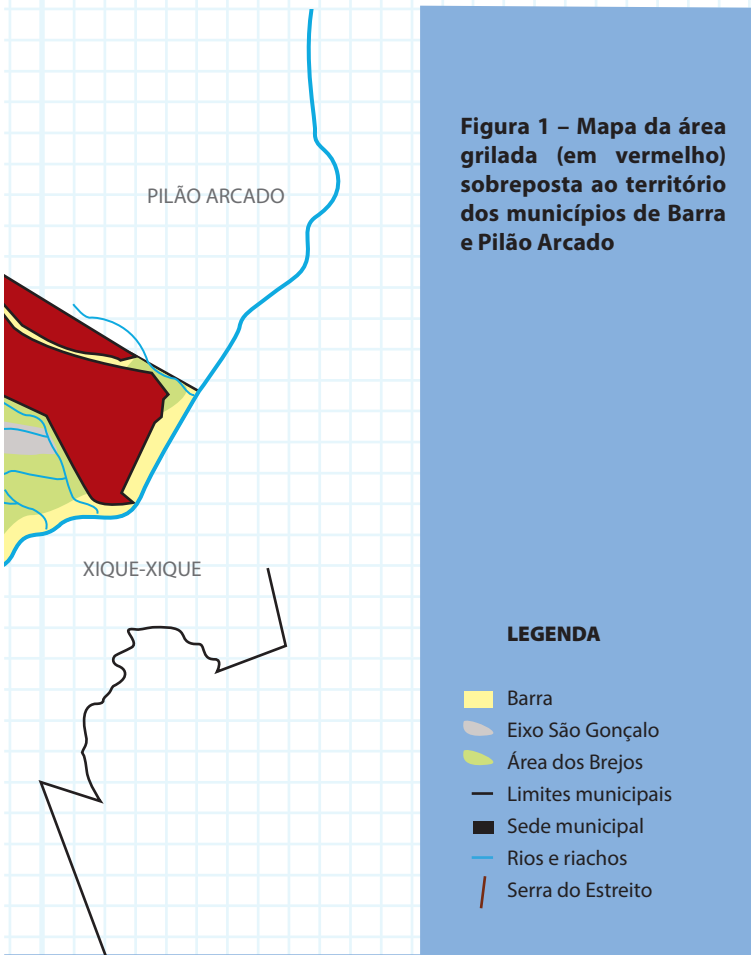 PILÃO ARCADO
XIQUE-XIQUE
Figura 1 – Mapa da área
grilada (em vermelho)
sobreposta ao território
dos municípios de Barra
e Pilão Arcado
LEGENDA
Barra
Eixo São Gonçalo
Área dos Brejos
Limites municipais
Sede municipal
Rios e riachos
Serra do Estreito